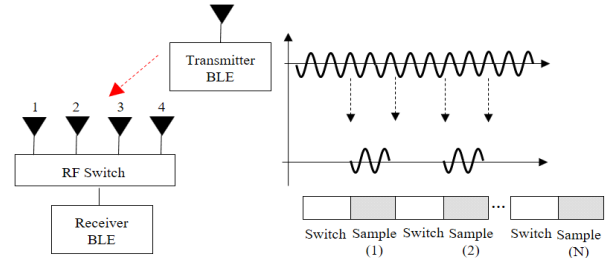 Transmitter
BLE
1 2 3 4
RF Switch
Receiver
BLE
...
Switch Sample Switch Sample Switch Sample
(1) (2) (N)